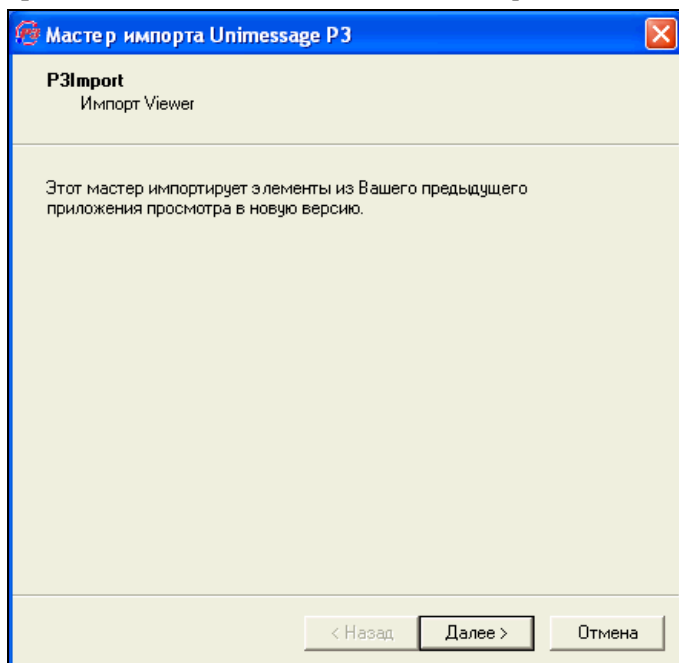 Мастер импорта Unimessage P3
P3Import
Импорт Viewer
Этот мастер импортирует элементы из Вашего предыдущего
приложения просмотра в новую версию.
< Назад Далее > Отмена